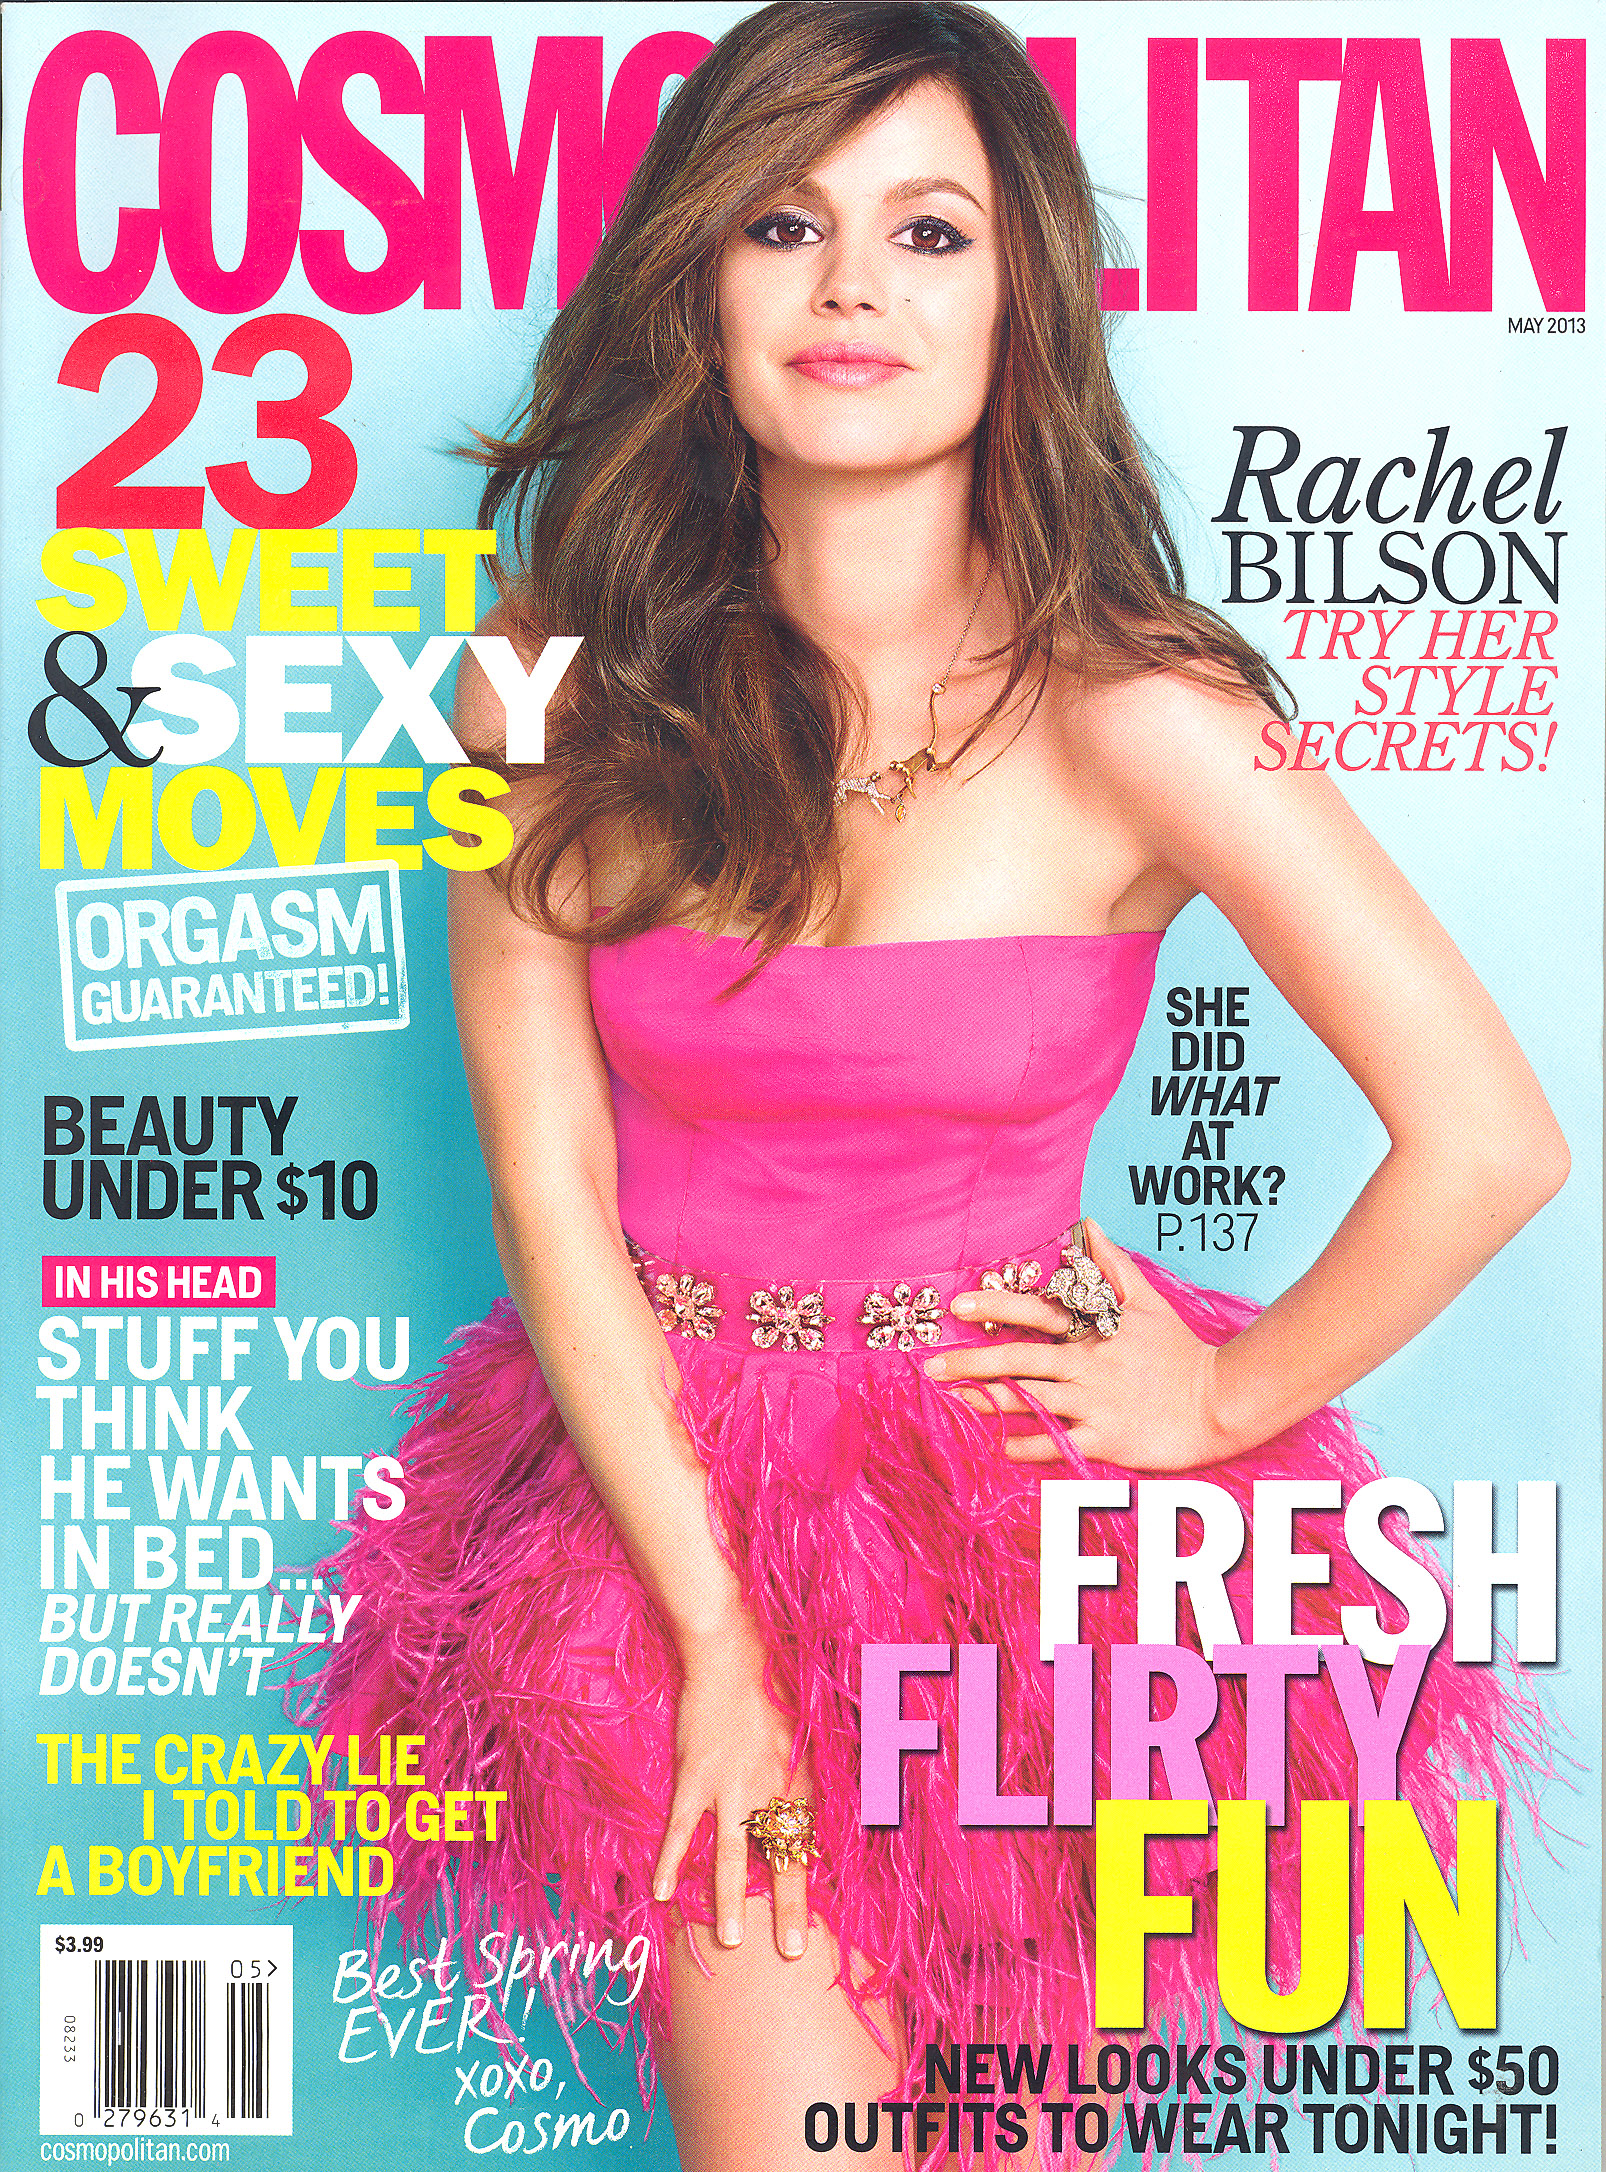 COSMOPOLITAN
MAY 2013
23
SWEET
&SEXY
MOVES
ORGASM
GUARANTEED!
BEAUTY
UNDER $10
IN HIS HEAD
STUFF YOU
THINK
HE WANTS
IN BED...
BUT REALLY
DOESN'T
THE CRAZY LIE
I TOLD TO GET
A BOYFRIEND
$3.99
05>
08233
0 279631 4
cosmopolitan.com
Best Spring
EVER!
xoxo,
Cosmo
Rachel
BILSON
TRY HER
STYLE
SECRETS!
SHE
DID
WHAT
AT
WORK?
P.137
FRESH
FLIRTY
FUN
NEW LOOKS UNDER $50
OUTFITS TO WEAR TONIGHT!